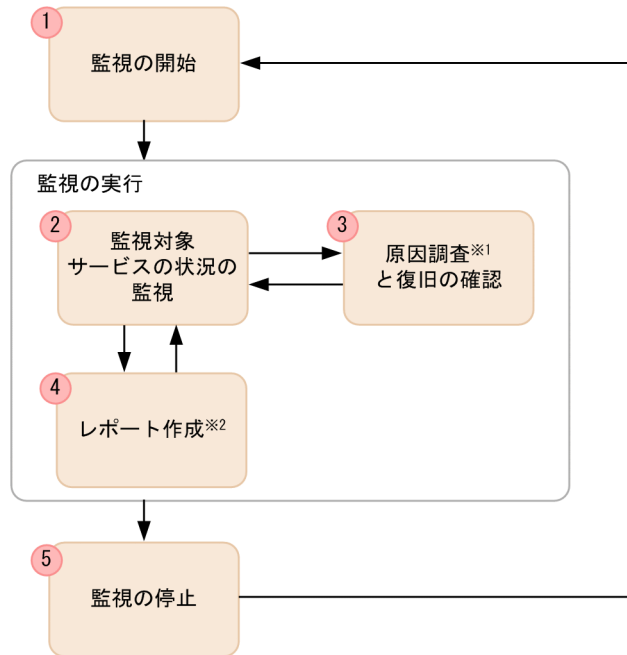 1
監視の開始
監視の実行
2
監視対象
サービスの状況の
監視
3
原因調査※1
と復旧の確認
4
レポート作成※2
5
監視の停止